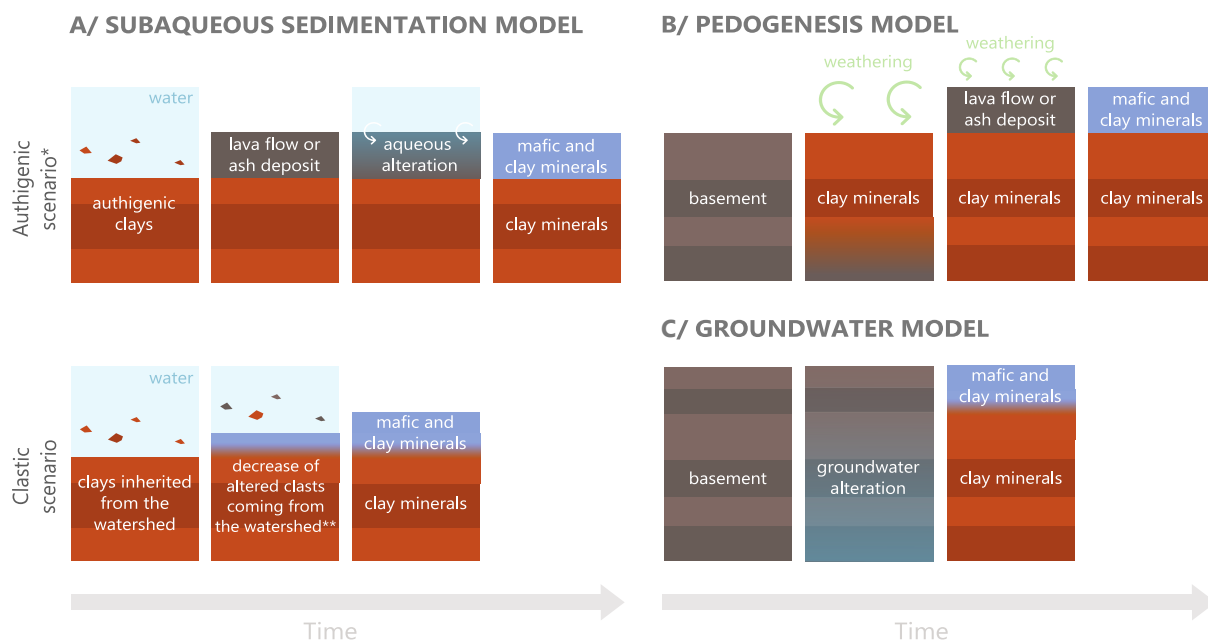 A/ SUBAQUEOUS SEDIMENTATION MODEL
Authigenic
scenario*
water
authigenic
clays
lava flow or
ash deposit
aqueous
alteration
mafic and
clay minerals
clay minerals
Clastic
scenario
water
clays inherited
from the
watershed
decrease of
altered clasts
coming from
the watershed**
mafic and
clay minerals
clay minerals
Time
B/ PEDOGENESIS MODEL
basement
weathering
clay minerals
weathering
lava flow or
ash deposit
clay minerals
mafic and
clay minerals
clay minerals
C/ GROUNDWATER MODEL
basement
groundwater
alteration
mafic and
clay minerals
clay minerals
Time